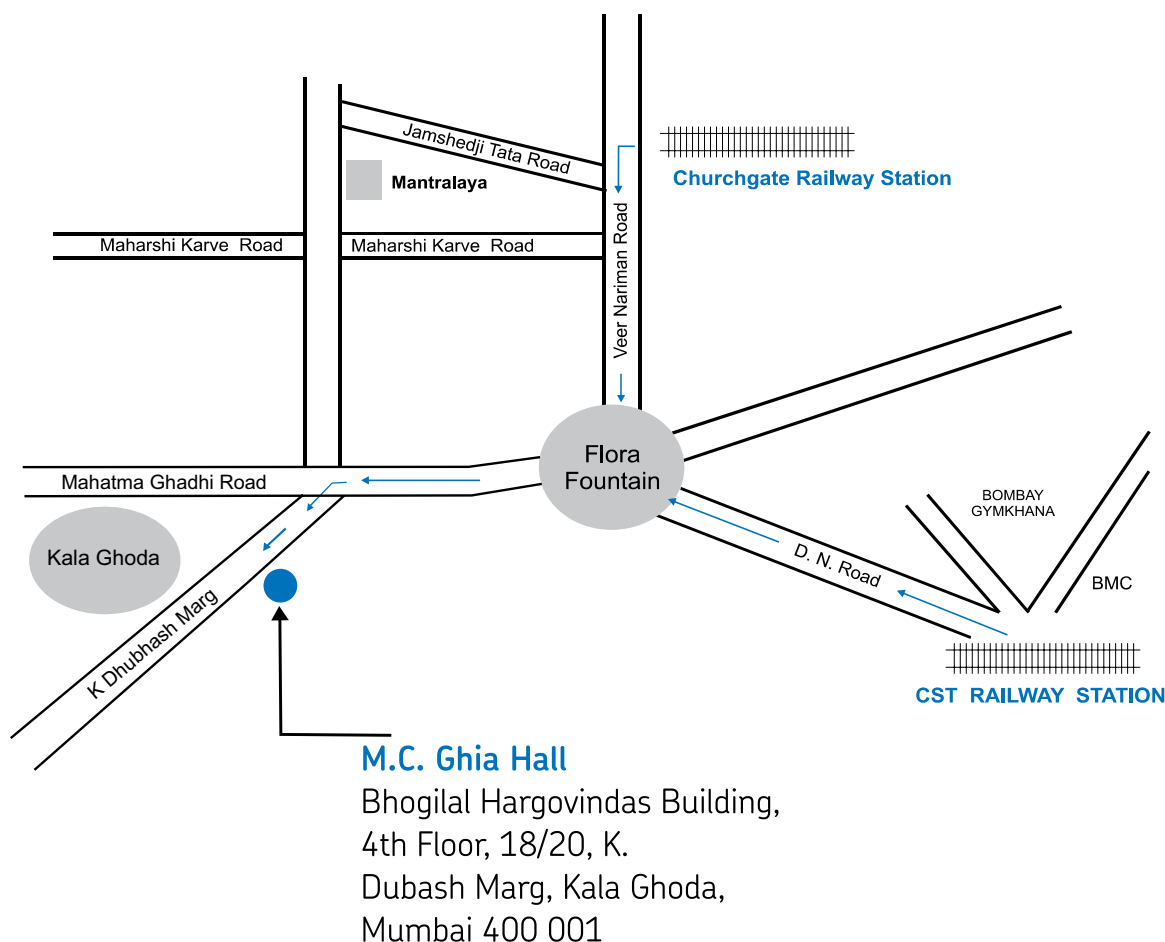 Jamshedji Tata Road
Churchgate Railway Station
Mantralaya
Maharshi Karve Road
Maharshi Karve Road
Veer Nariman Road
Flora
Fountain
Mahatma Ghadhi Road
BOMBAY
GYMKHANA
Kala Ghoda
D. N. Road
BMC
K Dhubhash Marg
CST RAILWAY STATION
M.C. Ghia Hall
Bhogilal Hargovindas Building,
4th Floor, 18/20, K.
Dubash Marg, Kala Ghoda,
Mumbai 400 001